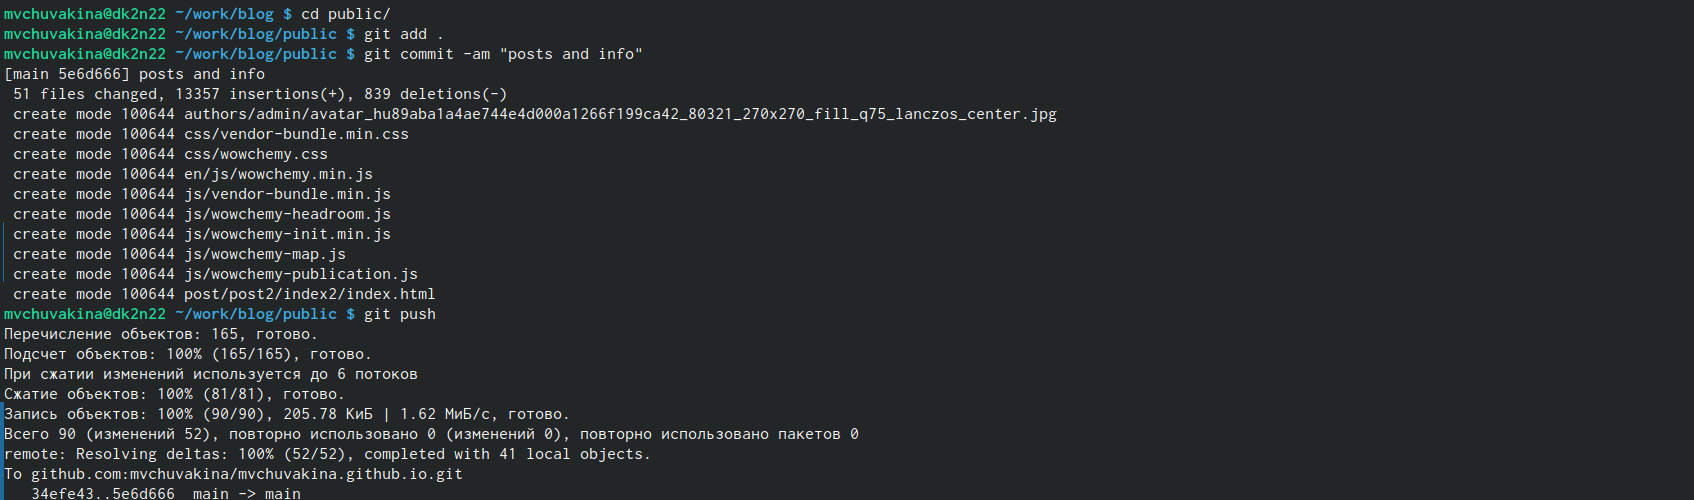 mvchuvakina@dk2n22 ~/work/blog $ cd public/
mvchuvakina@dk2n22 ~/work/blog/public $ git add .
mvchuvakina@dk2n22 ~/work/blog/public $ git commit -am "posts and info"
[main 5e6d666] posts and info
 51 files changed, 13357 insertions(+), 839 deletions(-)
 create mode 100644 authors/admin/avatar_hu89aba1a4ae744e4d000a1266f199ca42_80321_270x270_fill_q75_lanczos_center.jpg
 create mode 100644 css/vendor-bundle.min.css
 create mode 100644 css/wowchemy.css
 create mode 100644 en/js/wowchemy.min.js
 create mode 100644 js/vendor-bundle.min.js
 create mode 100644 js/wowchemy-headroom.js
 create mode 100644 js/wowchemy-init.min.js
 create mode 100644 js/wowchemy-map.js
 create mode 100644 js/wowchemy-publication.js
 create mode 100644 post/post2/index2/index.html
mvchuvakina@dk2n22 ~/work/blog/public $ git push
Перечисление объектов: 165, готово.
Подсчет объектов: 100% (165/165), готово.
При сжатии изменений используется до 6 потоков
Сжатие объектов: 100% (81/81), готово.
Запись объектов: 100% (90/90), 205.78 КиБ | 1.62 МиБ/с, готово.
Всего 90 (изменений 52), повторно использовано 0 (изменений 0), повторно использовано пакетов 0
remote: Resolving deltas: 100% (52/52), completed with 41 local objects.
To github.com:mvchuvakina/mvchuvakina.github.io.git
   34efe43..5e6d666  main -> main